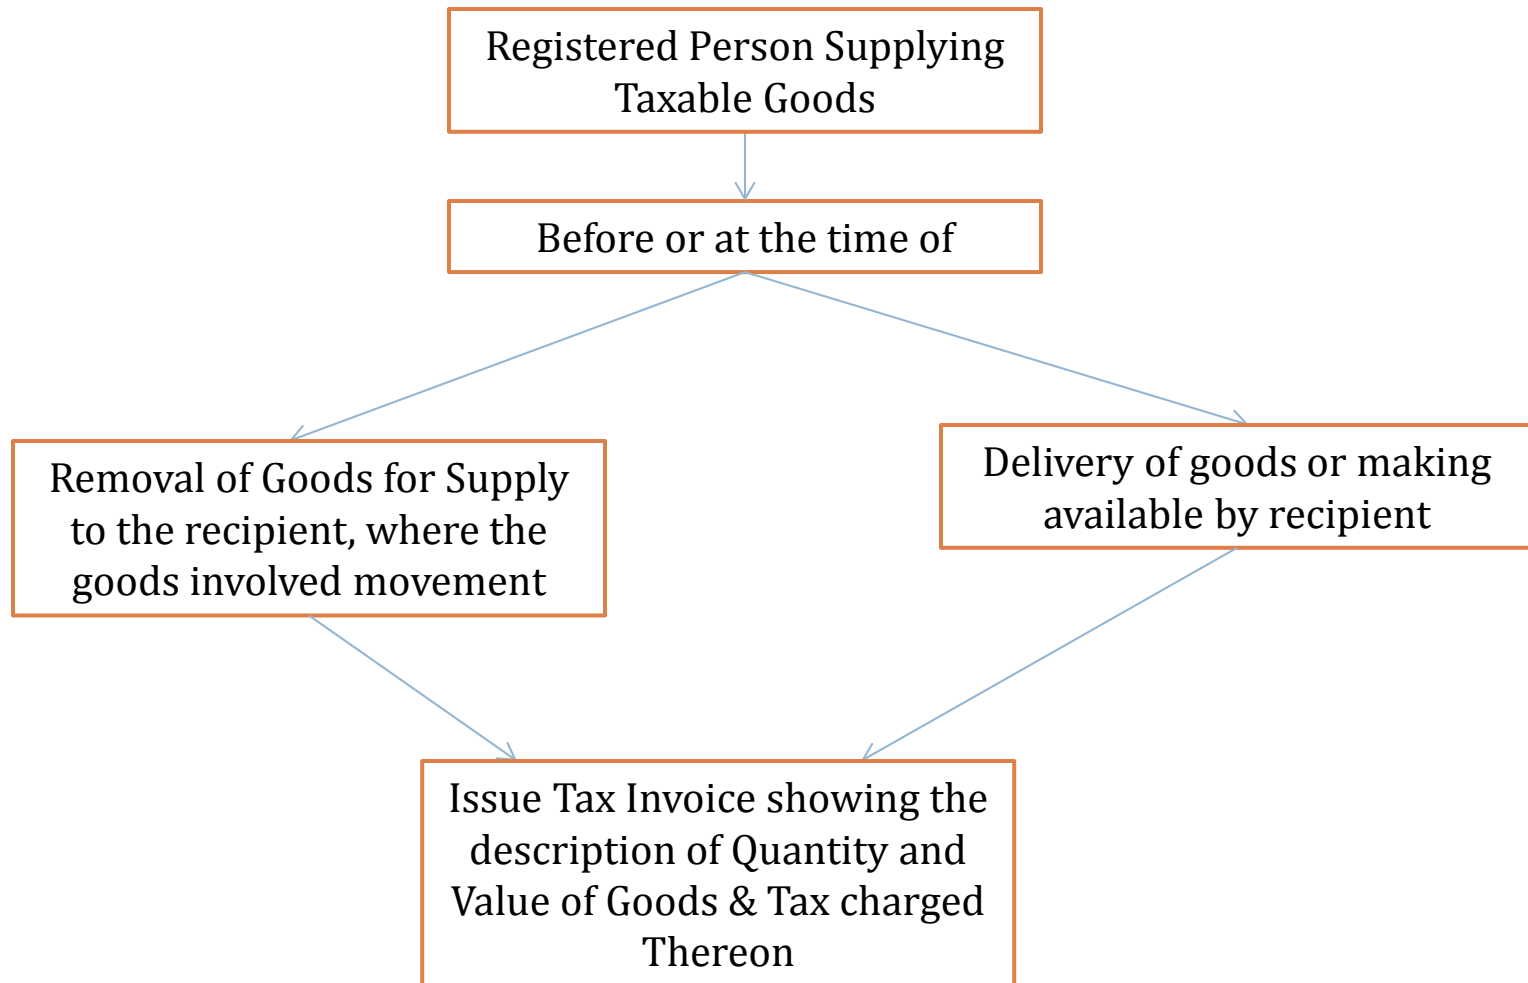 Registered Person Supplying
Taxable Goods
Before or at the time of
Removal of Goods for Supply
to the recipient, where the
goods involved movement
Delivery of goods or making
available by recipient
Issue Tax Invoice showing the
description of Quantity and
Value of Goods & Tax charged
Thereon